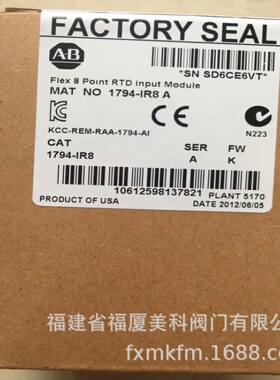 FACTORY SEAL
AB
"SN SD6CE6VT"
Flex 8 Point RTD Input Module
MAT NO 1794-IR8 A
KCC-REM-RAA-1794-AI
N223
CAT
1794-IR8
SER
A
FW
K
10612598137821
PLANT 5170
PRODUCT OF USA
DATE 2012/06/05
福建省福厦美科阀门有限公司
fxmkfm.1688.com